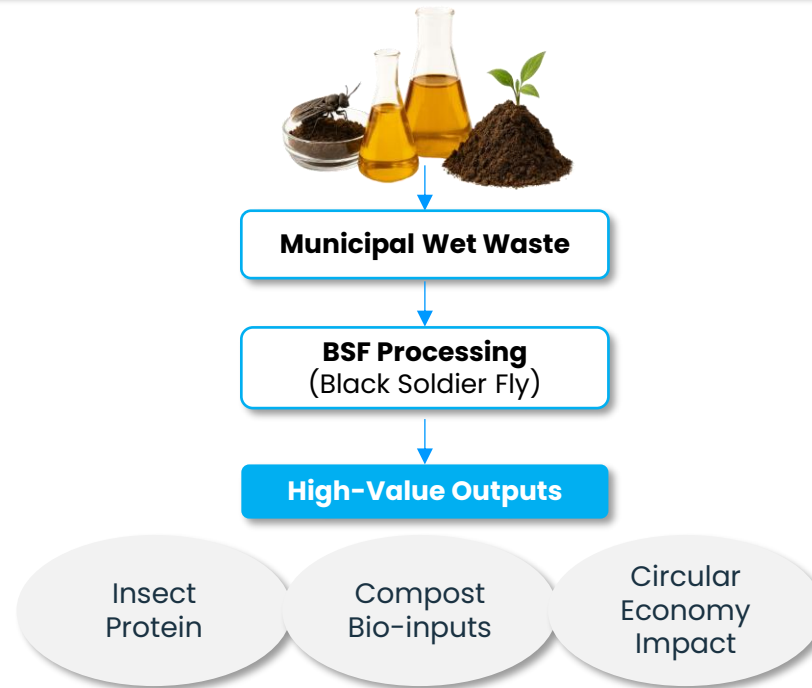 Municipal Wet Waste
BSF Processing
(Black Soldier Fly)
High-Value Outputs
Insect
Protein
Compost
Bio-inputs
Circular
Economy
Impact